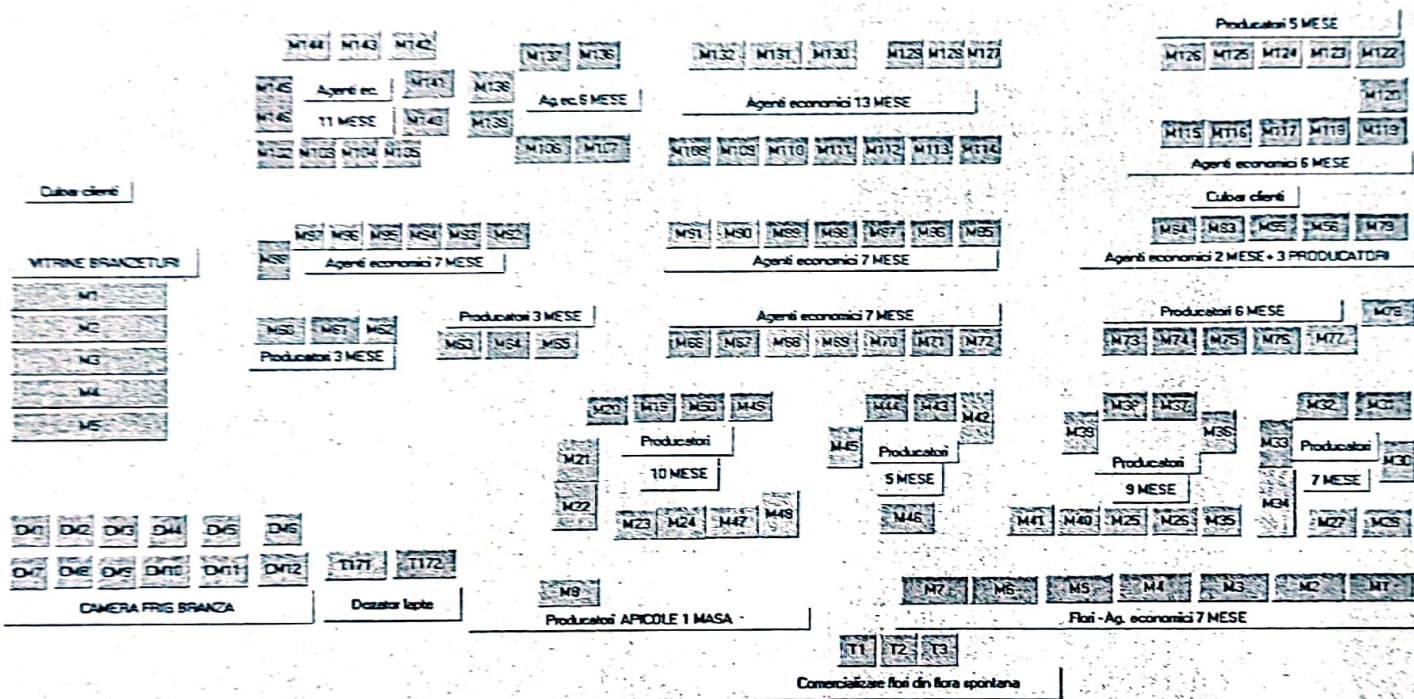 Producatori 5 MESE
M144 M143 M142
M137 M136
M132 M131 M130 M129 M128 M127
M126 M125 M124 M123 M122
M145 Agenti ec. M141
M138 Ag.ec.6 MESE
Agenti economici 13 MESE
M120
M146 11 MESE M140
M139
M102 M103 M104 M105
M106 M107
M108 M109 M110 M111 M112 M113 M114
M115 M116 M117 M118 M119
Agenti economici 6 MESE
Culoar clienti
Culoar clienti
M97 M96 M95 M94 M93 M92
M98
Agenti economici 7 MESE
M91 M90 M89 M88 M87 M86 M85
Agenti economici 7 MESE
M84 M83 M55 M56 M79
Agenti economici 2 MESE + 3 PRODUCATORI
VITRINE BRANZETURI
M1
M2
M3
M4
M5
M60 M61 M62
Producatori 3 MESE
Producatori 3 MESE
M63 M64 M65
Agenti economici 7 MESE
M66 M67 M68 M69 M70 M71 M72
Producatori 6 MESE
M78
M73 M74 M75 M76 M77
M20 M19 M50 M49
M21 Producatori
M22 10 MESE
M23 M24 M47 M48
M44 M43 M42
M45 Producatori
5 MESE
M46
M38 M37
M39 M36
Producatori
9 MESE
M41 M40 M25 M26 M35
M32 M31
M33 Producatori M30
M34 7 MESE
M27 M28
CM1 CM2 CM3 CM4 CM5 CM6
CM7 CM8 CM9 CM10 CM11 CM12
CAMERA FRIG BRANZA
T171 T172
Dozator lapte
M8
Producatori APICOLE 1 MASA -
M7 M6 M5 M4 M3 M2 M1
Flori - Ag. economici 7 MESE
T1 T2 T3
Comercializare flori din flora spontana